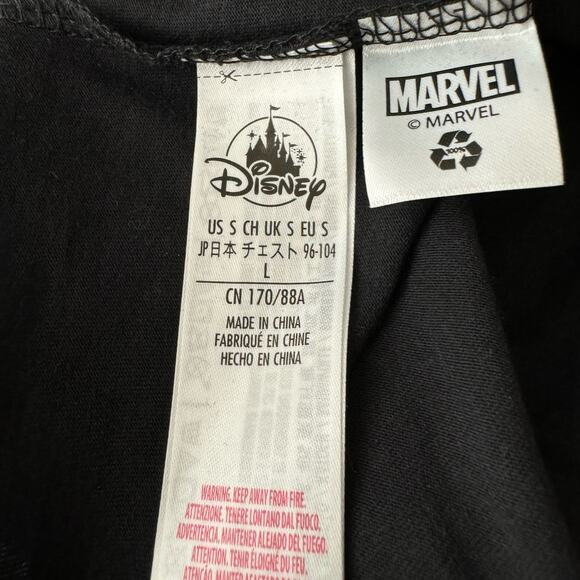 DISNEY
US S CH UK S EU S
JP日本 チェスト 96-104
L
CN 170/88A
MADE IN CHINA
FABRIQUÉ EN CHINE
HECHO EN CHINA
WARNING. KEEP AWAY FROM FIRE.
ATTENZIONE. TENERE LONTANO DAL FUOCO.
ADVERTENCIA. MANTENER ALEJADO DEL FUEGO.
ATTENTION. TENIR ÉLOIGNÉ DU FEU.
MARVEL
© MARVEL
100%